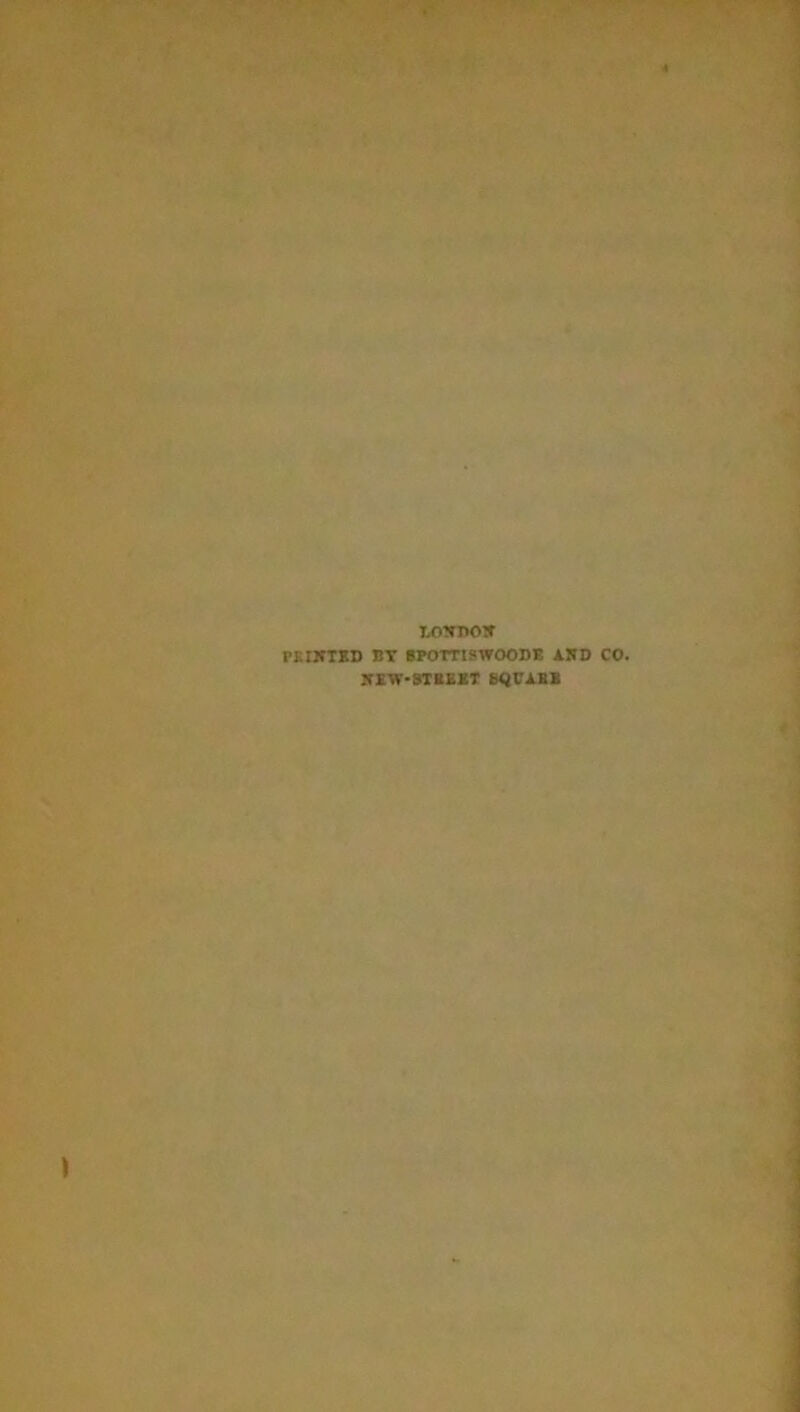 LONDON
PRINTED BY SPOTTISWOODE AND CO.
NEW-STREET SQUARE